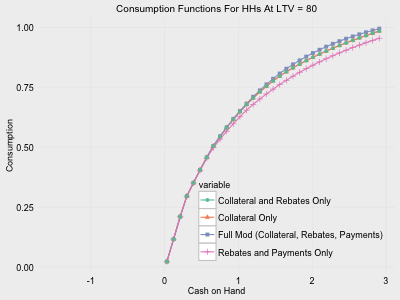 Consumption Functions For HHs At LTV = 80
1.00
0.75
0.50
0.25
0.00
Consumption
variable
Collateral and Rebates Only
Collateral Only
Full Mod (Collateral, Rebates, Payments)
Rebates and Payments Only
-1 0 1 2 3
Cash on Hand